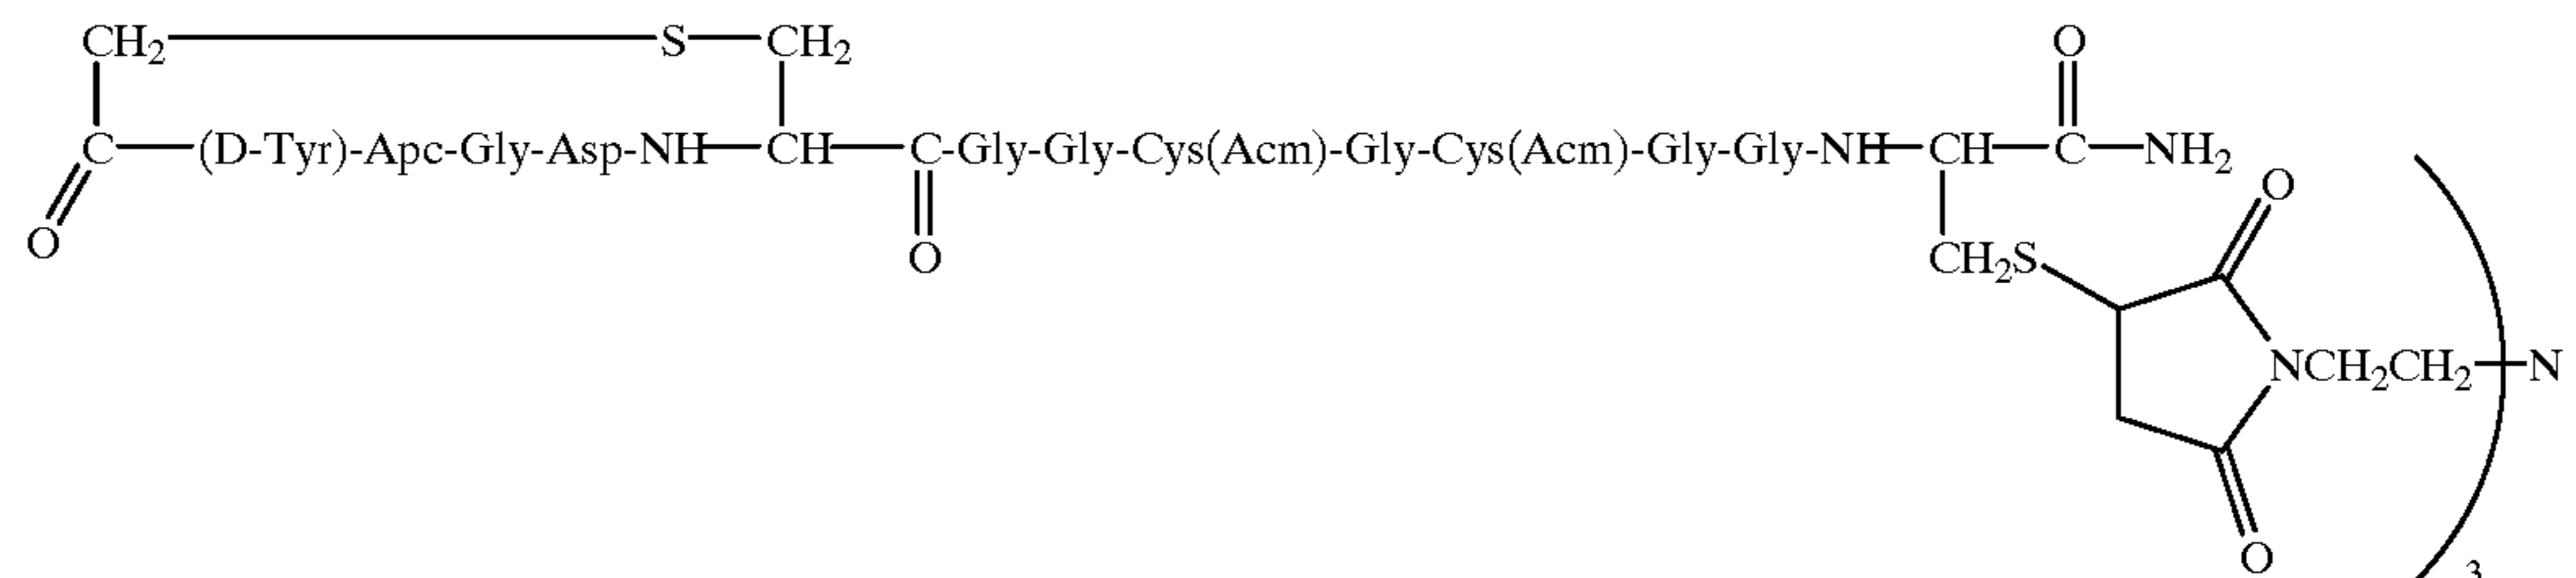 CH₂ S CH₂ O
C (D-Tyr)-Apc-Gly-Asp-NH CH C-Gly-Gly-Cys(Acm)-Gly-Cys(Acm)-Gly-Gly-NH CH C NH₂
O O CH₂S O
NCH₂CH₂ N
O 3